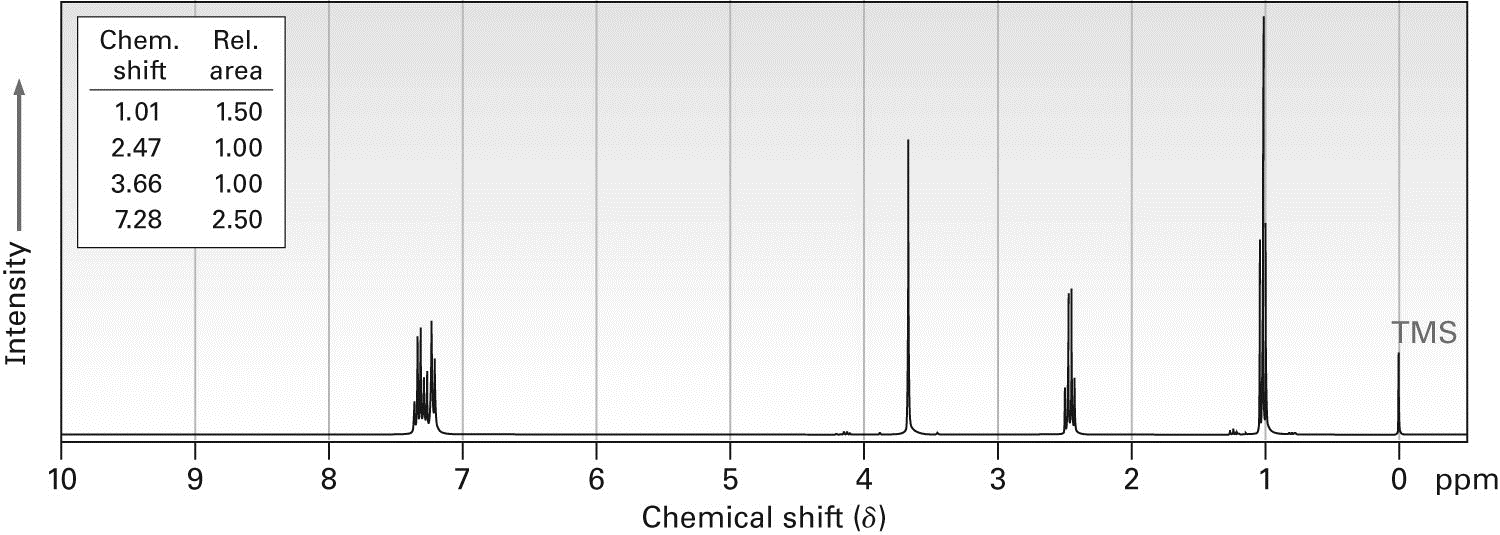 Chem. Rel.
shift area
1.01 1.50
2.47 1.00
3.66 1.00
7.28 2.50
Intensity
TMS
10 9 8 7 6 5 4 3 2 1 0 ppm
Chemical shift (δ)